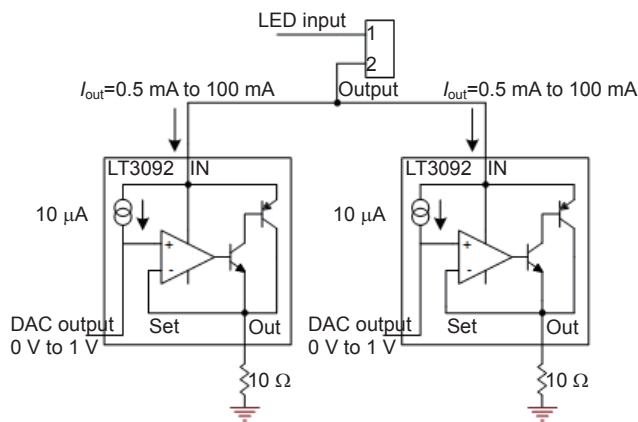 LED input
1
2
Output
I_out=0.5 mA to 100 mA
I_out=0.5 mA to 100 mA
LT3092 IN
LT3092 IN
10 μA
10 μA
+
-
+
-
DAC output
0 V to 1 V
Set
Out
DAC output
0 V to 1 V
Set
Out
10 Ω
10 Ω